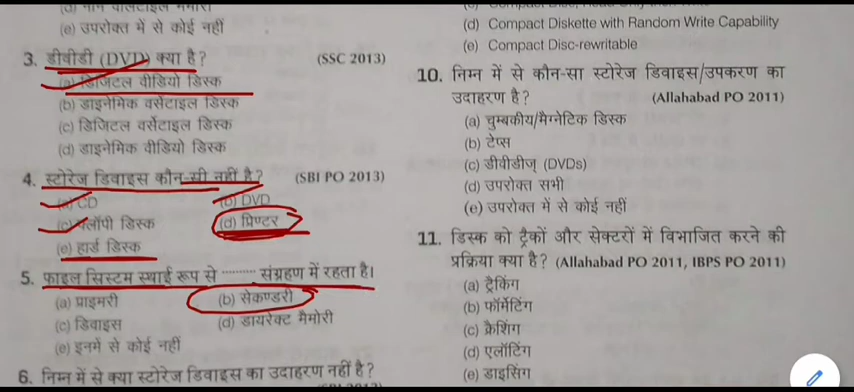 (e) उपरोक्त में से कोई नहीं
3. डीवीडी (DVD) क्या है? (SSC 2013)
(a) डिजिटल वीडियो डिस्क
(b) डाइनेमिक वर्सेटाइल डिस्क
(c) डिजिटल वर्सेटाइल डिस्क
(d) डाइनेमिक वीडियो डिस्क
4. स्टोरेज डिवाइस कौन-सी नहीं है? (SBI PO 2013)
(a) CD (b) DVD
(c) फ्लॉपी डिस्क (d) प्रिण्टर
(e) हार्ड डिस्क
5. फाइल सिस्टम स्थाई रूप से ........ संग्रहण में रहता है।
(a) प्राइमरी (b) सेकण्डरी
(c) डिवाइस (d) डायरेक्ट मैमोरी
(e) इनमें से कोई नहीं
6. निम्न में से क्या स्टोरेज डिवाइस का उदाहरण नहीं है?
(d) Compact Diskette with Random Write Capability
(e) Compact Disc-rewritable
10. निम्न में से कौन-सा स्टोरेज डिवाइस/उपकरण का
उदाहरण है? (Allahabad PO 2011)
(a) चुम्बकीय/मैग्नेटिक डिस्क
(b) टेप्स
(c) डीवीडीज् (DVDs)
(d) उपरोक्त सभी
(e) उपरोक्त में से कोई नहीं
11. डिस्क को ट्रैकों और सेक्टरों में विभाजित करने की
प्रक्रिया क्या है? (Allahabad PO 2011, IBPS PO 2011)
(a) ट्रैकिंग
(b) फॉर्मेटिंग
(c) क्रैशिंग
(d) एलॉटिंग
(e) डाइसिंग